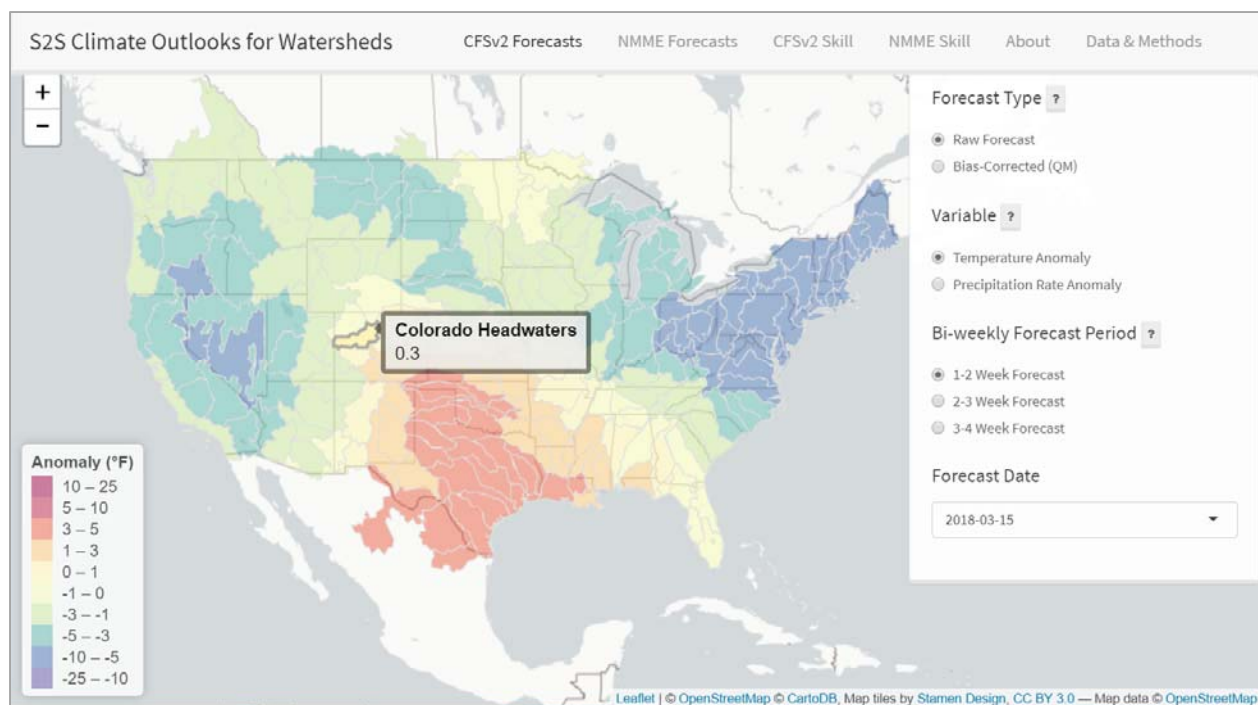 S2S Climate Outlooks for Watersheds
CFSv2 Forecasts NMME Forecasts CFSv2 Skill NMME Skill About Data & Methods
+
−
Forecast Type ?
Raw Forecast
Bias-Corrected (QM)
Variable ?
Temperature Anomaly
Precipitation Rate Anomaly
Bi-weekly Forecast Period ?
1-2 Week Forecast
2-3 Week Forecast
3-4 Week Forecast
Forecast Date
2018-03-15
Colorado Headwaters
0.3
Anomaly (°F)
10 – 25
5 – 10
3 – 5
1 – 3
0 – 1
-1 – 0
-3 – -1
-5 – -3
-10 – -5
-25 – -10
Leaflet | © OpenStreetMap © CartoDB, Map tiles by Stamen Design, CC BY 3.0 — Map data © OpenStreetMap